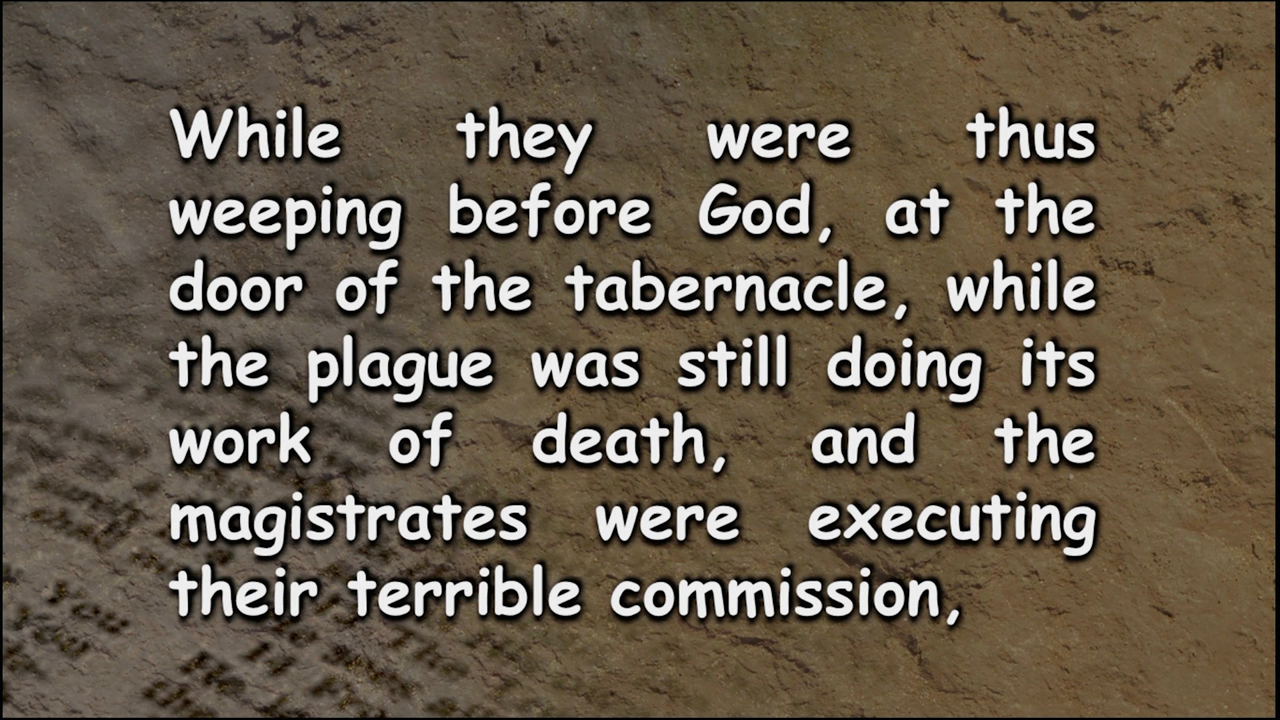 While they were thus
weeping before God, at the
door of the tabernacle, while
the plague was still doing its
work of death, and the
magistrates were executing
their terrible commission,